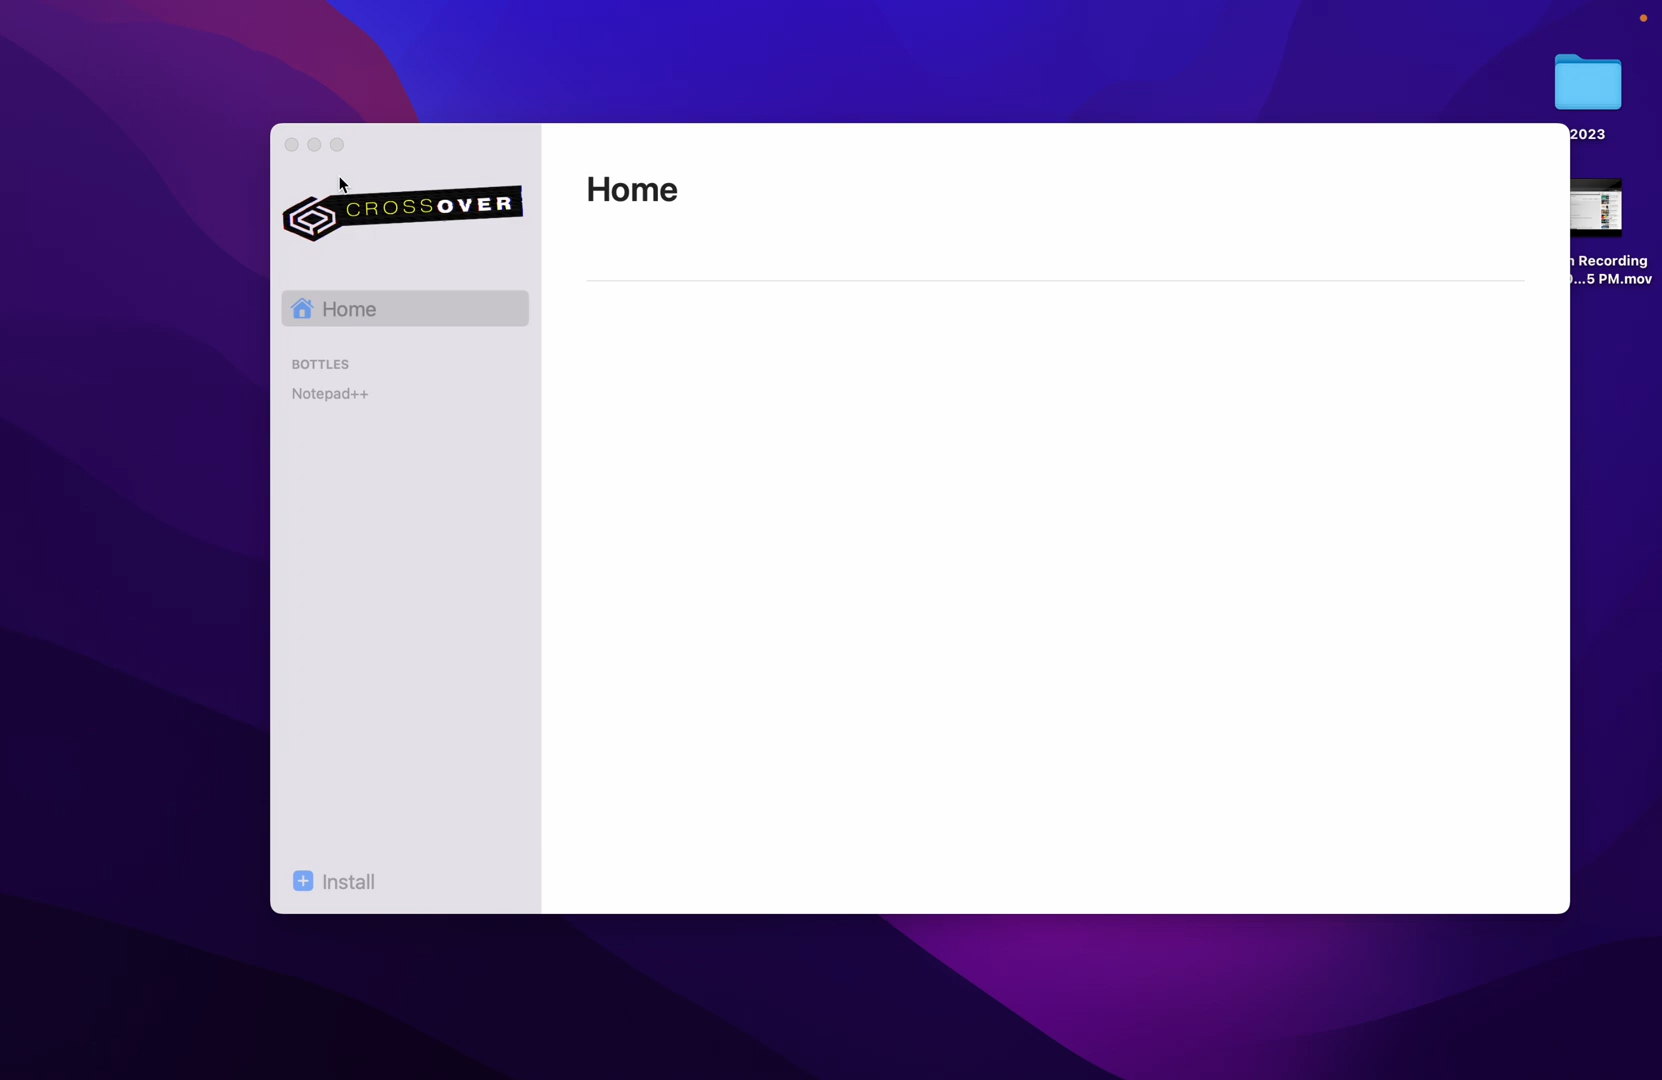 2023
n Recording
...5 PM.mov
CROSSOVER
Home
BOTTLES
Notepad++
Install
Home